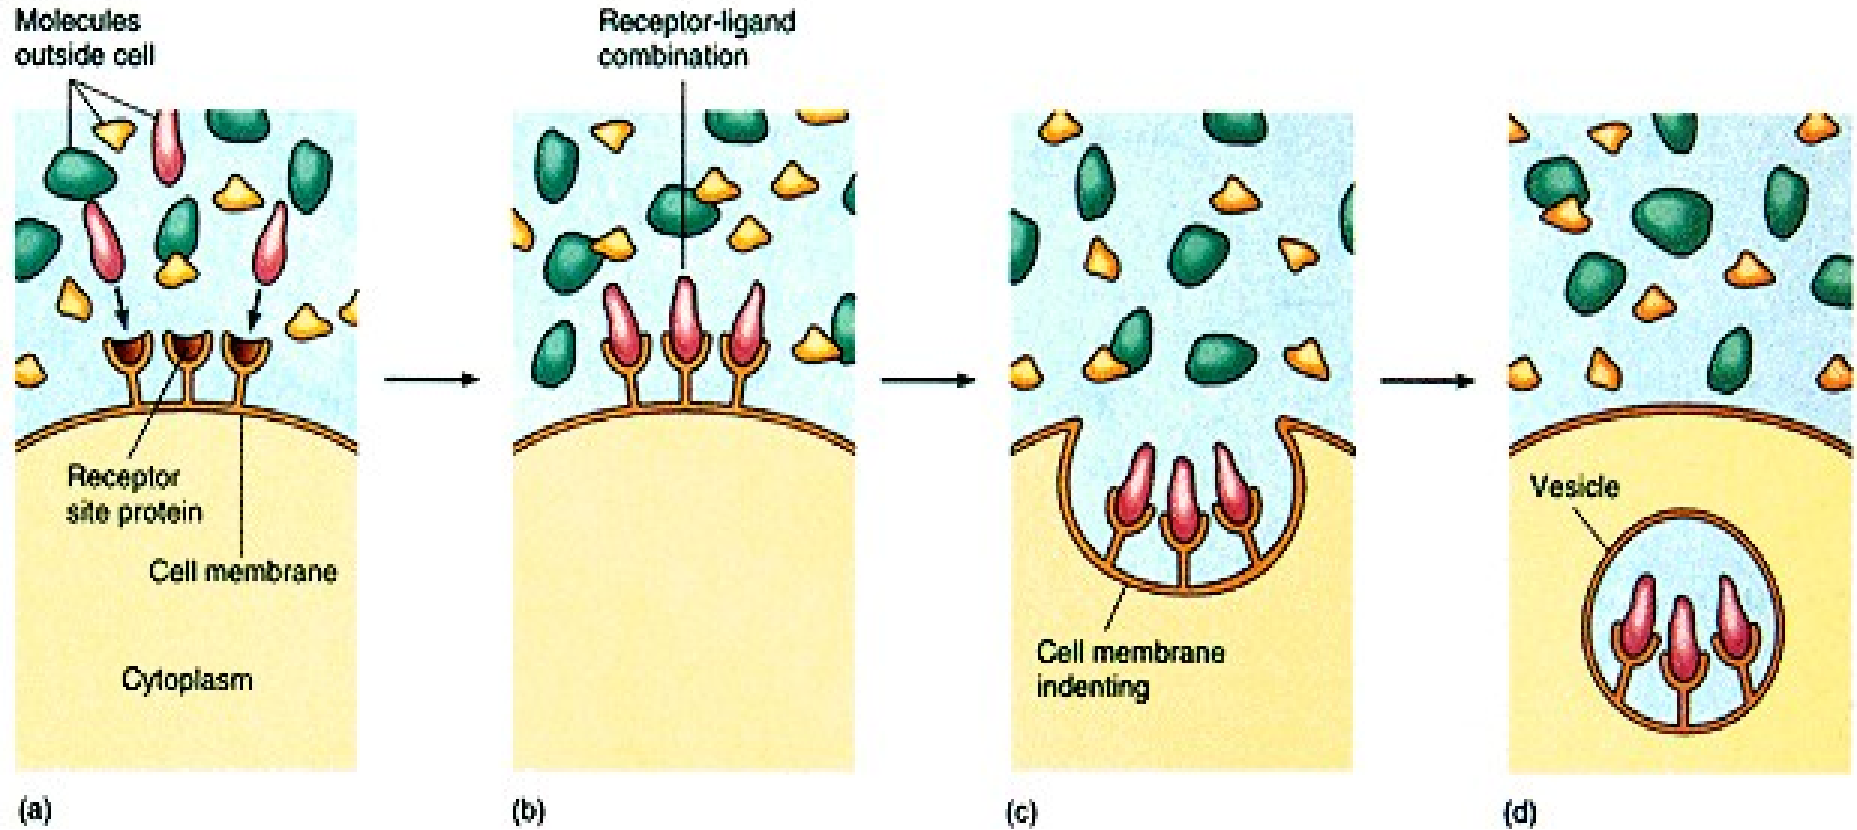 Molecules
outside cell
Receptor-ligand
combination
Receptor
site protein
Cell membrane
Cytoplasm
Cell membrane
indenting
Vesicle
(a)
(b)
(c)
(d)